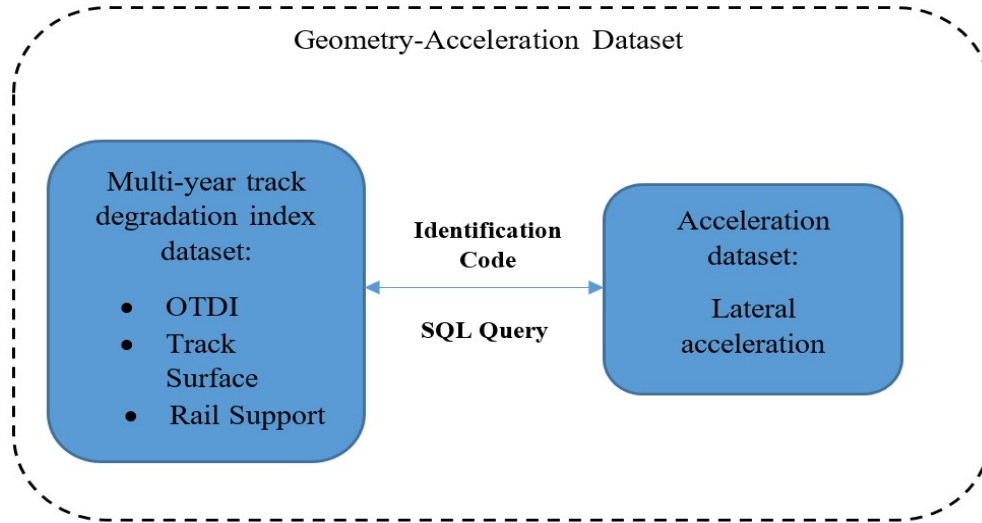 Geometry-Acceleration Dataset
Multi-year track
degradation index
dataset:
• OTDI
• Track
Surface
• Rail Support
Identification
Code
SQL Query
Acceleration
dataset:
Lateral
acceleration